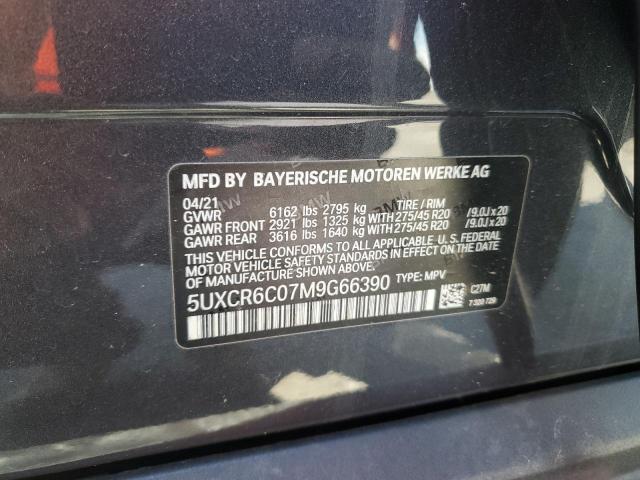 MFD BY BAYERISCHE MOTOREN WERKE AG
04/21 TIRE / RIM
GVWR 6162 lbs 2795 kg
GAWR FRONT 2921 lbs 1325 kg WITH 275/45 R20 /9.0J x 20
GAWR REAR 3616 lbs 1640 kg WITH 275/45 R20 /9.0J x 20
THIS VEHICLE CONFORMS TO ALL APPLICABLE U.S. FEDERAL
MOTOR VEHICLE SAFETY STANDARDS IN EFFECT ON THE
DATE OF MANUFACTURE SHOWN ABOVE.
5UXCR6C07M9G66390 TYPE: MPV
C27M
7 320 729